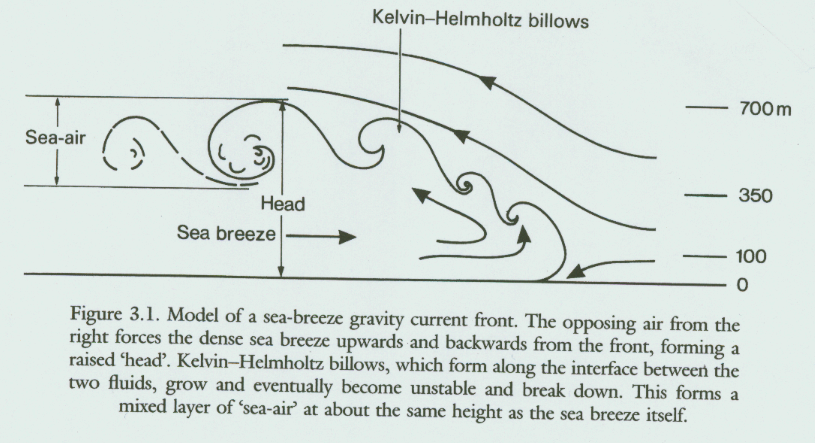 Kelvin–Helmholtz billows
700 m
Sea-air
350
Head
Sea breeze
100
0
Figure 3.1. Model of a sea-breeze gravity current front. The opposing air from the
right forces the dense sea breeze upwards and backwards from the front, forming a
raised ‘head’. Kelvin–Helmholtz billows, which form along the interface between the
two fluids, grow and eventually become unstable and break down. This forms a
mixed layer of ‘sea-air’ at about the same height as the sea breeze itself.